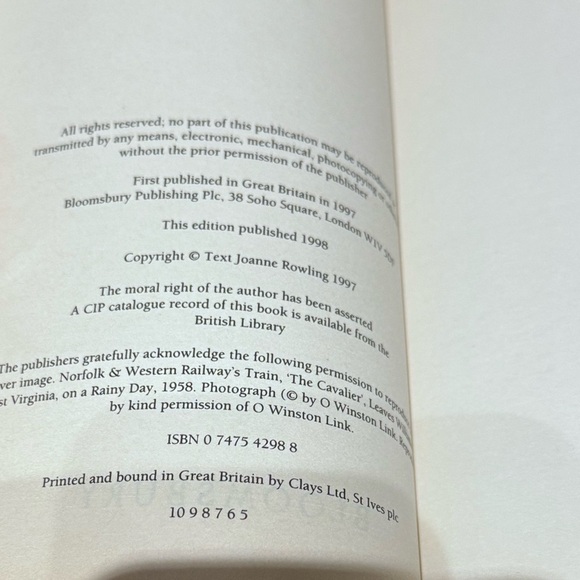 All rights reserved; no part of this publication may be reproduced
transmitted by any means, electronic, mechanical, photocopying or
without the prior permission of the publisher
First published in Great Britain in 1997
Bloomsbury Publishing Plc, 38 Soho Square, London W1V
This edition published 1998
Copyright © Text Joanne Rowling 1997
The moral right of the author has been asserted
A CIP catalogue record of this book is available from the
British Library
The publishers gratefully acknowledge the following permission to
ver image. Norfolk & Western Railway's Train, 'The Cavalier', Leaves
st Virginia, on a Rainy Day, 1958. Photograph (© by O Winston Link.
by kind permission of O Winston Link.
ISBN 0 7475 4298 8
Printed and bound in Great Britain by Clays Ltd, St Ives plc
10 9 8 7 6 5